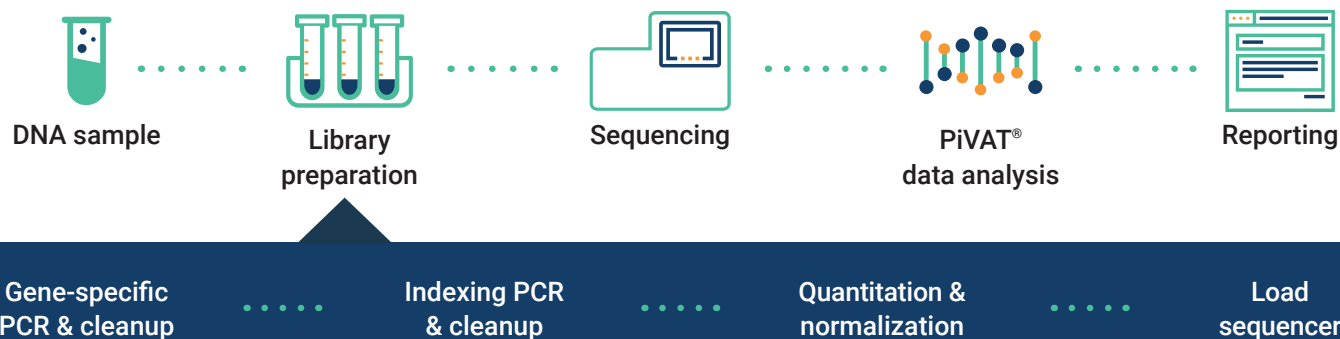 DNA sample
Library
preparation
Sequencing
PiVAT®
data analysis
Reporting
Gene-specific
PCR & cleanup
Indexing PCR
& cleanup
Quantitation &
normalization
Load
sequencer